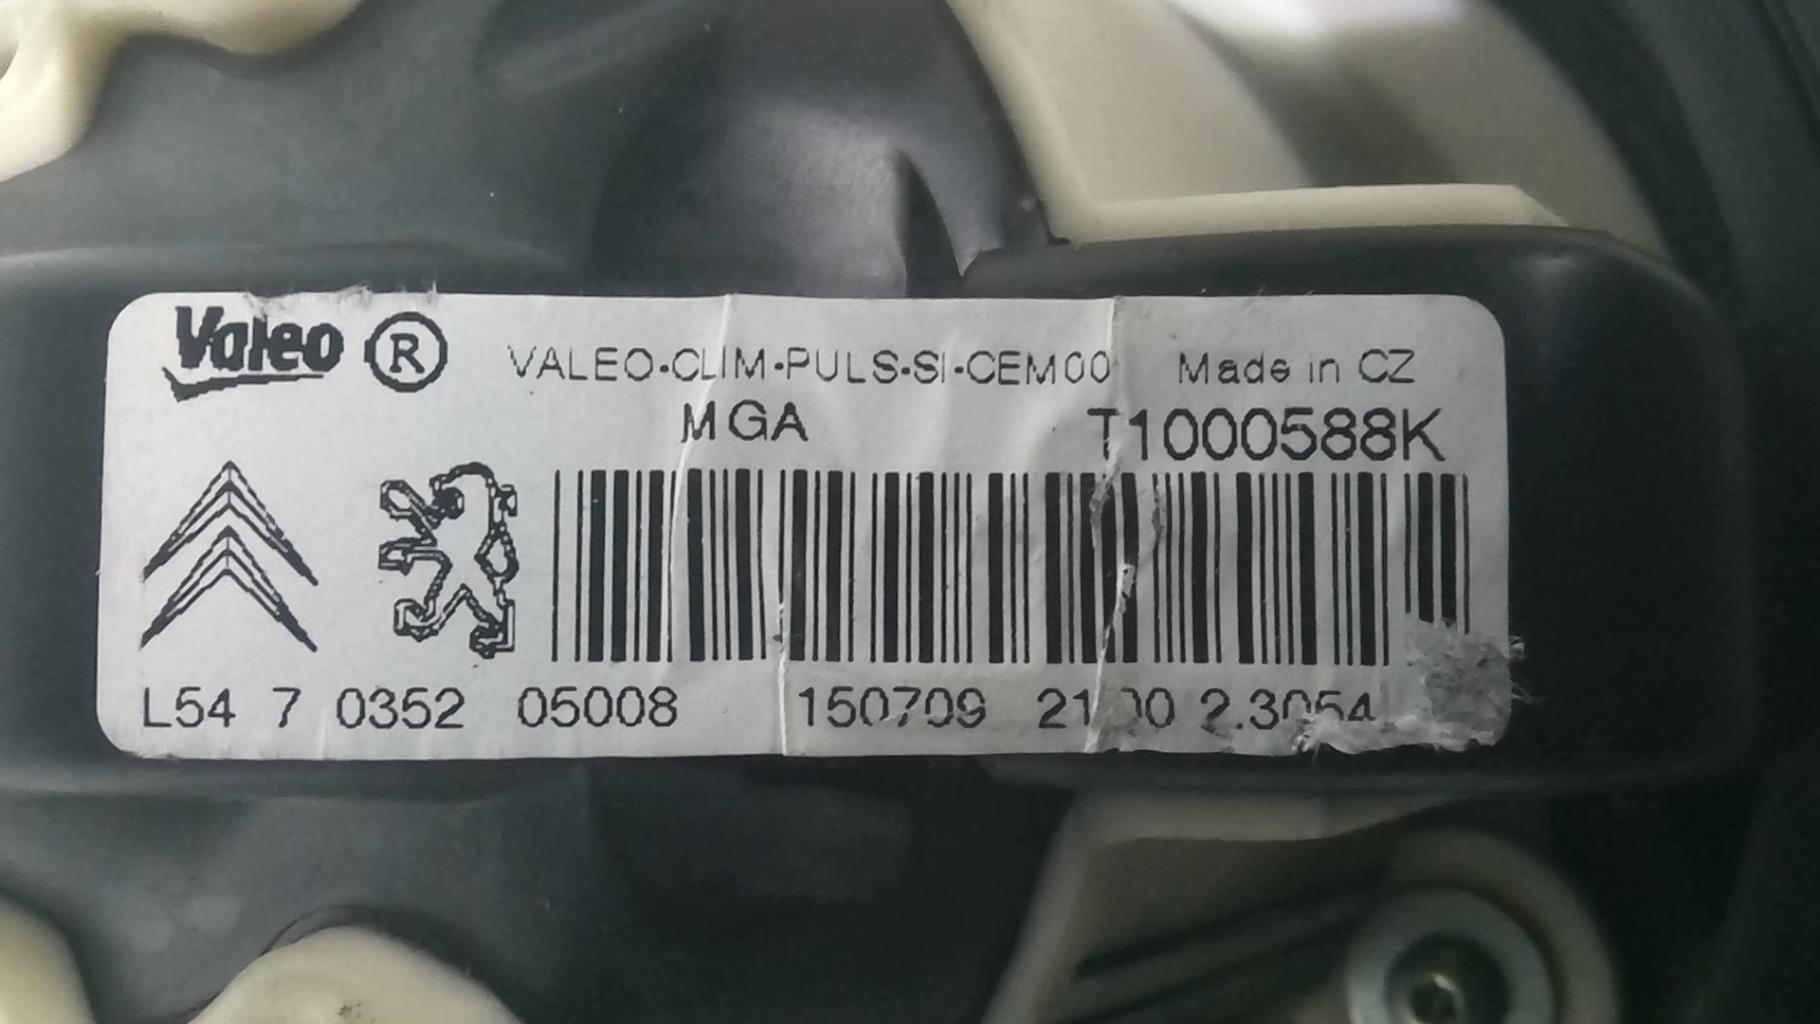 Valeo ® VALEO-CLIM-PULS-SI-CEM00 Made in CZ
MGA T1000588K
L54 7 0352 05008 150709